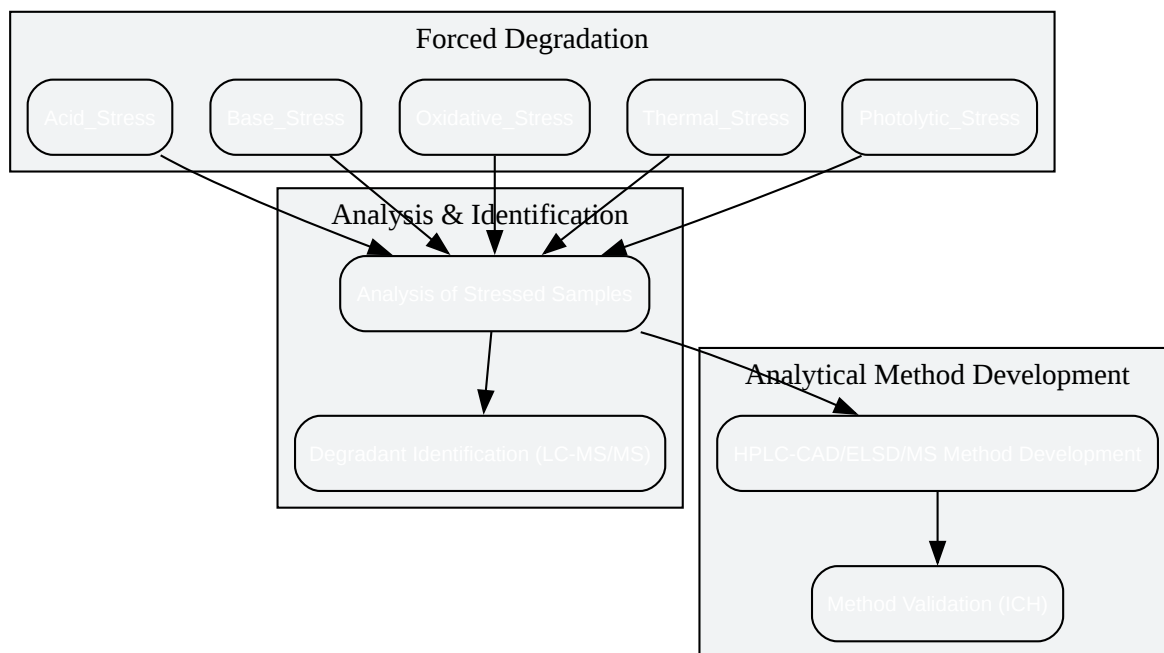 Forced Degradation
Acid_Stress
Base_Stress
Oxidative_Stress
Thermal_Stress
Photolytic_Stress
Analysis & Identification
Analysis of Stressed Samples
Degradant Identification (LC-MS/MS)
Analytical Method Development
HPLC-CAD/ELSD/MS Method Development
Method Validation (ICH)